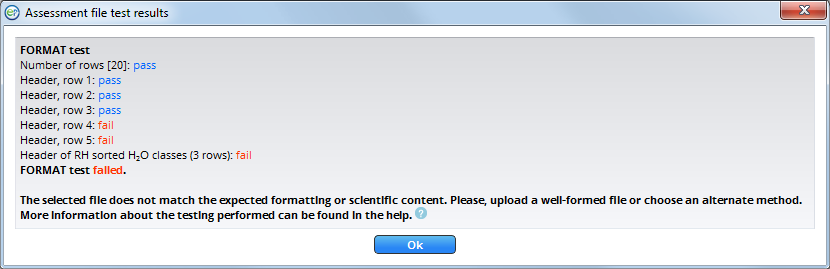 Assessment file test results
FORMAT test
Number of rows [20]: pass
Header, row 1: pass
Header, row 2: pass
Header, row 3: pass
Header, row 4: fail
Header, row 5: fail
Header of RH sorted H₂O classes (3 rows): fail
FORMAT test failed.
The selected file does not match the expected formatting or scientific content. Please, upload a well-formed file or choose an alternate method.
More information about the testing performed can be found in the help. ?
Ok